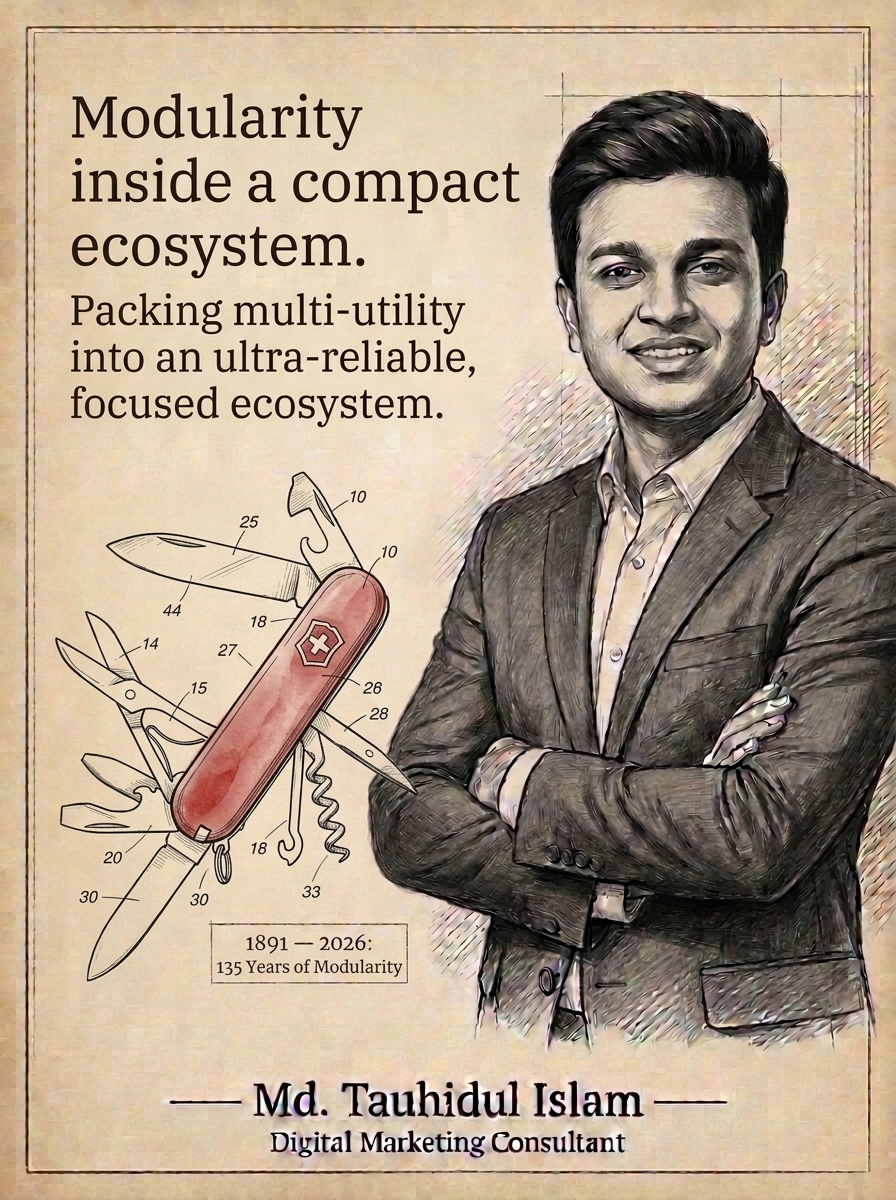 Modularity
inside a compact
ecosystem.
Packing multi-utility
into an ultra-reliable,
focused ecosystem.
10
25
10
44
18
14
27
15
28
28
18
20
33
30
30
1891 — 2026:
135 Years of Modularity
Md. Tauhidul Islam
Digital Marketing Consultant